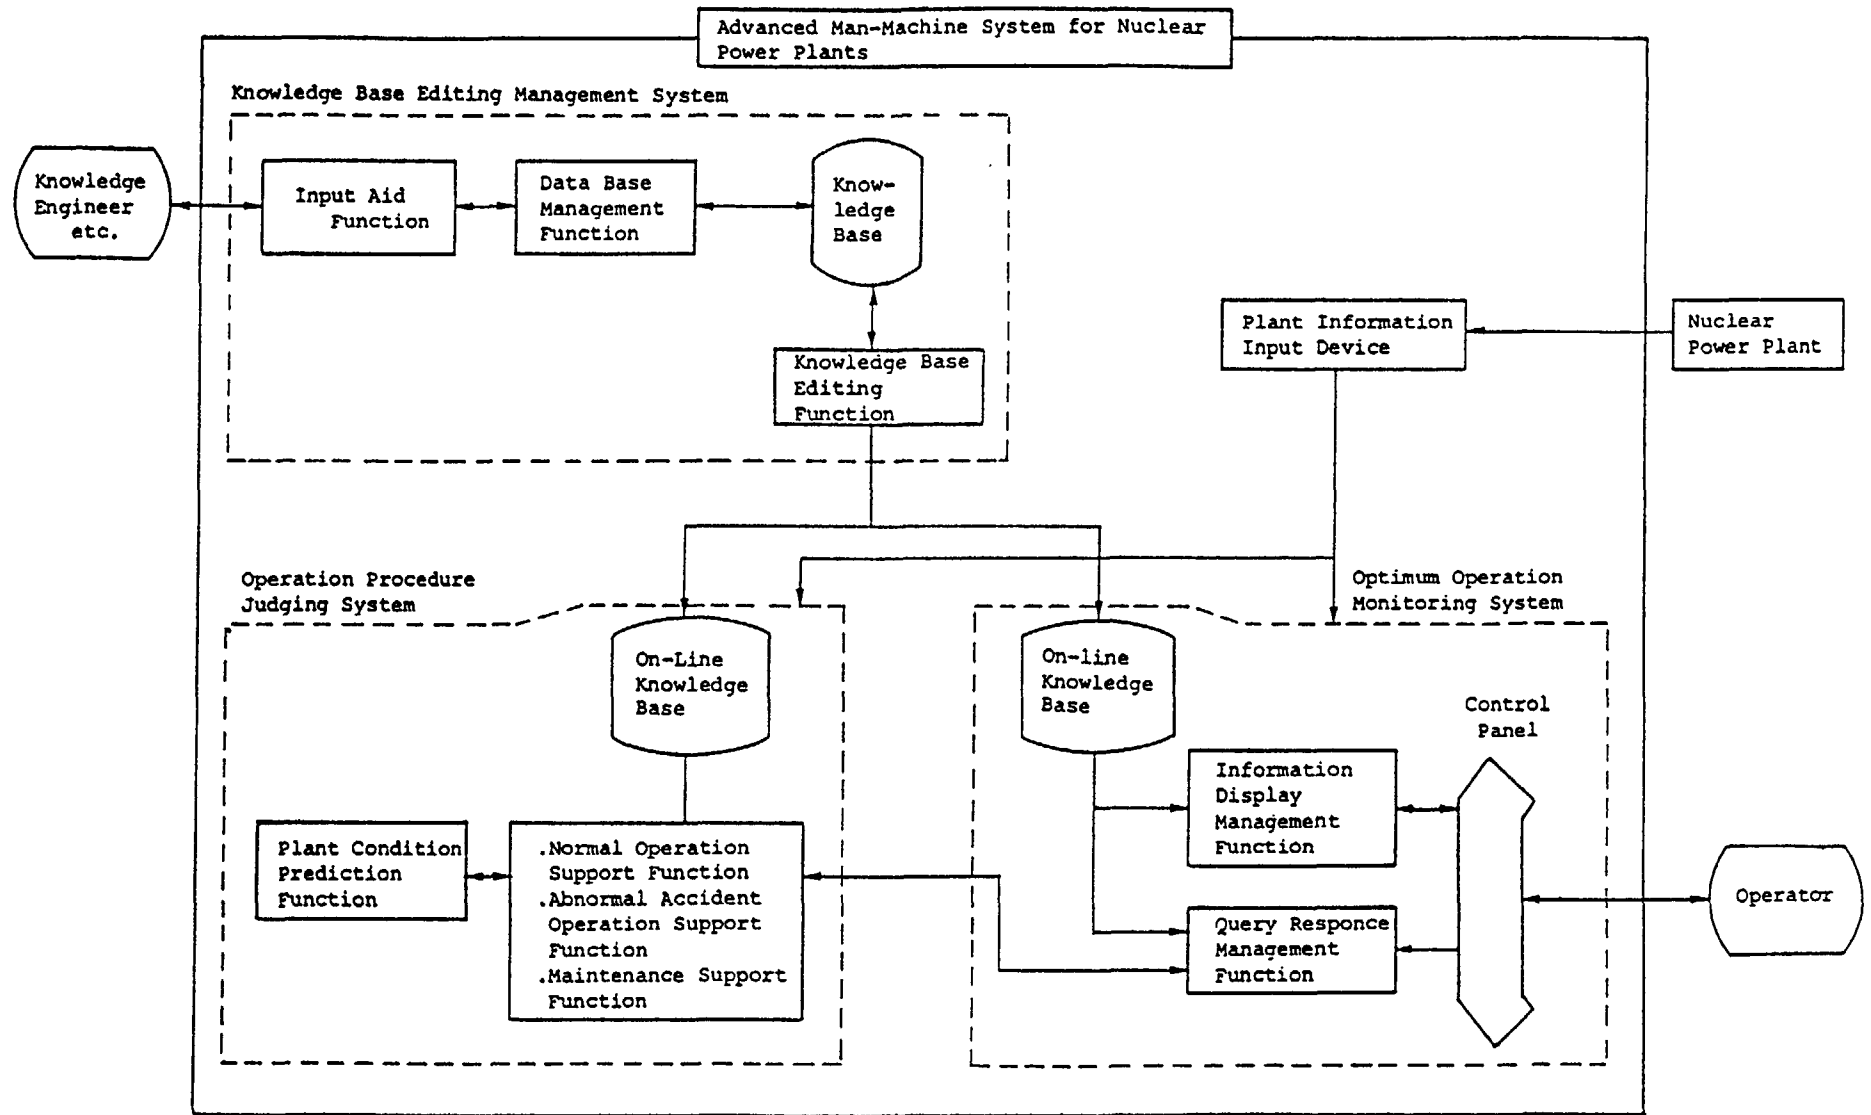 Advanced Man-Machine System for Nuclear
Power Plants
Knowledge Base Editing Management System
Knowledge
Engineer
etc.
Input Aid
Function
Data Base
Management
Function
Know-
ledge
Base
Knowledge Base
Editing
Function
Plant Information
Input Device
Nuclear
Power Plant
Operation Procedure
Judging System
Optimum Operation
Monitoring System
On-Line
Knowledge
Base
On-line
Knowledge
Base
Control
Panel
Information
Display
Management
Function
Plant Condition
Prediction
Function
.Normal Operation
Support Function
.Abnormal Accident
Operation Support
Function
.Maintenance Support
Function
Query Responce
Management
Function
Operator